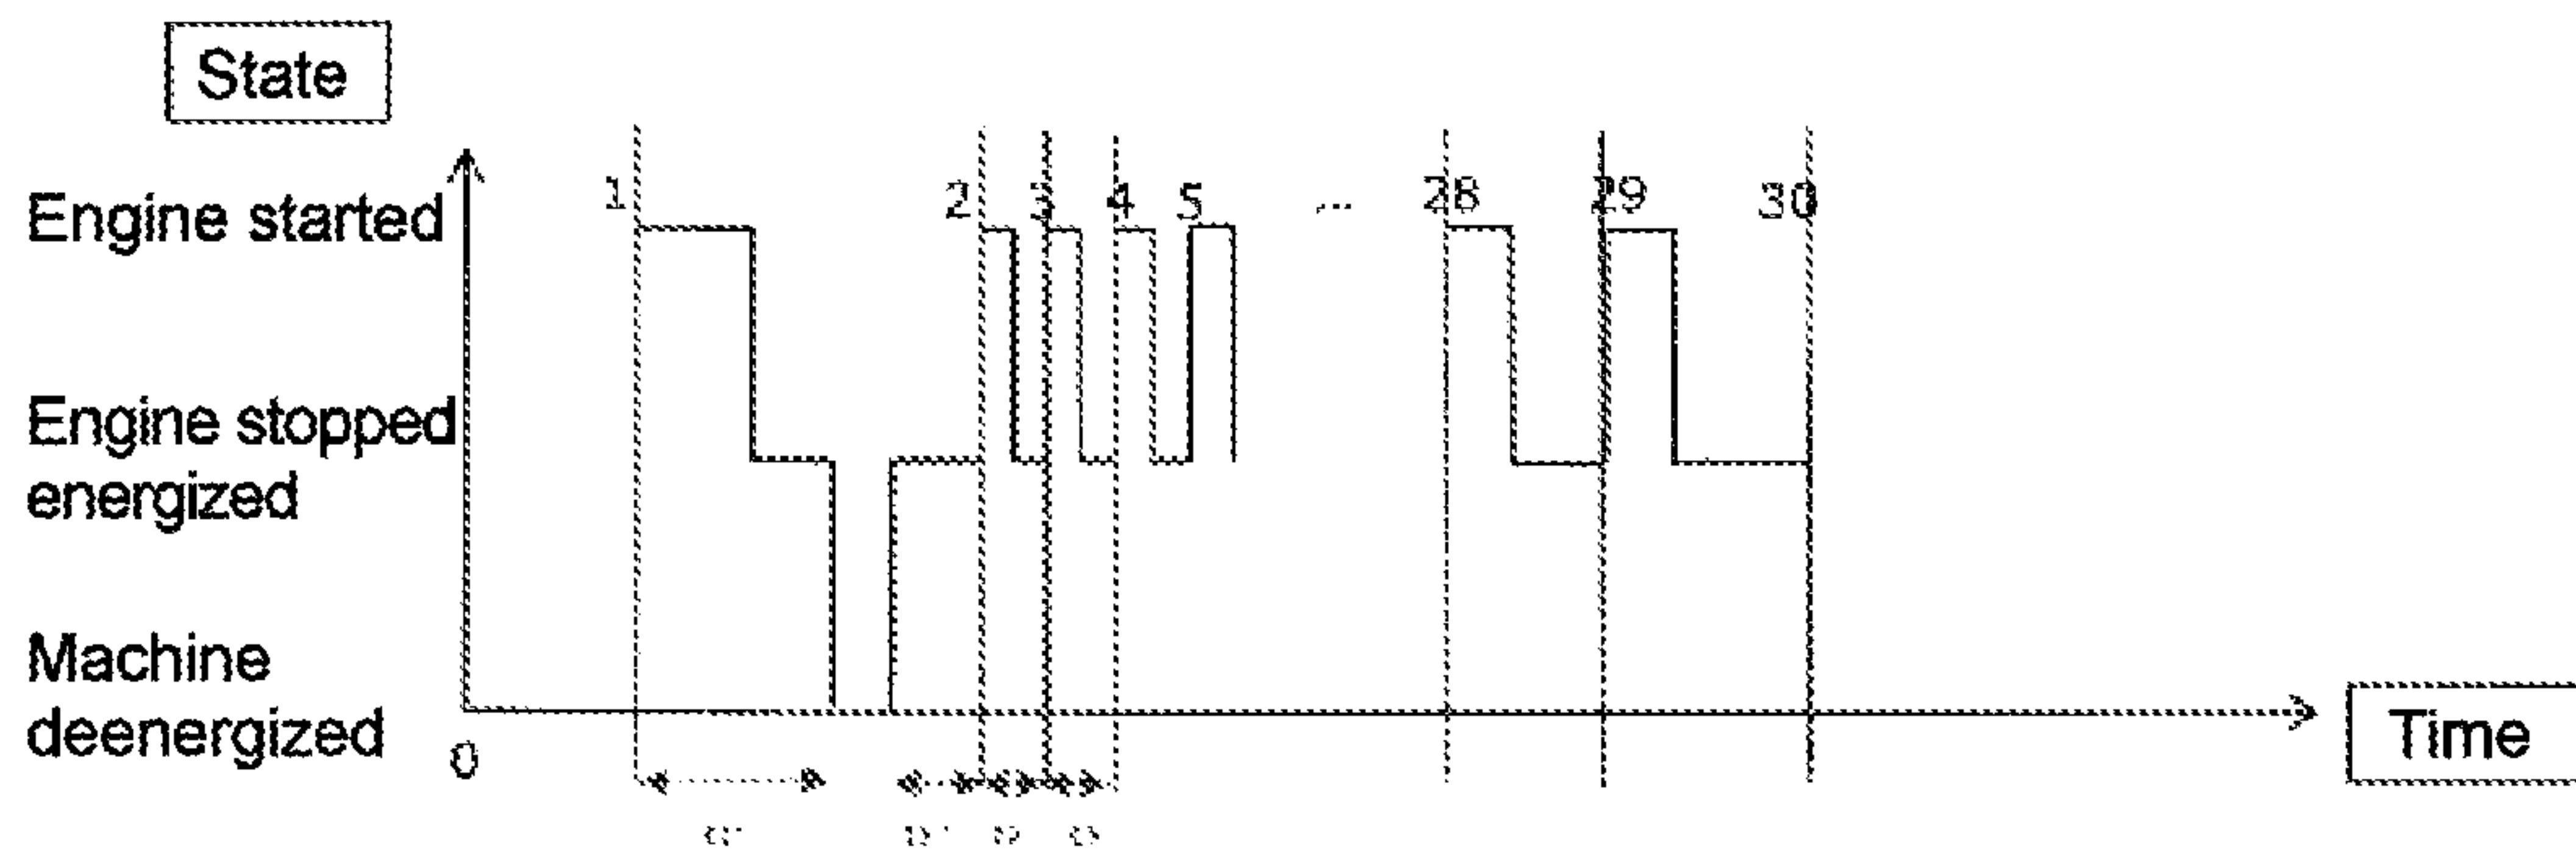 State
Engine started
1 2 3 4 5 ... 28 29 30
Engine stopped
energized
Machine
deenergized
0
Time